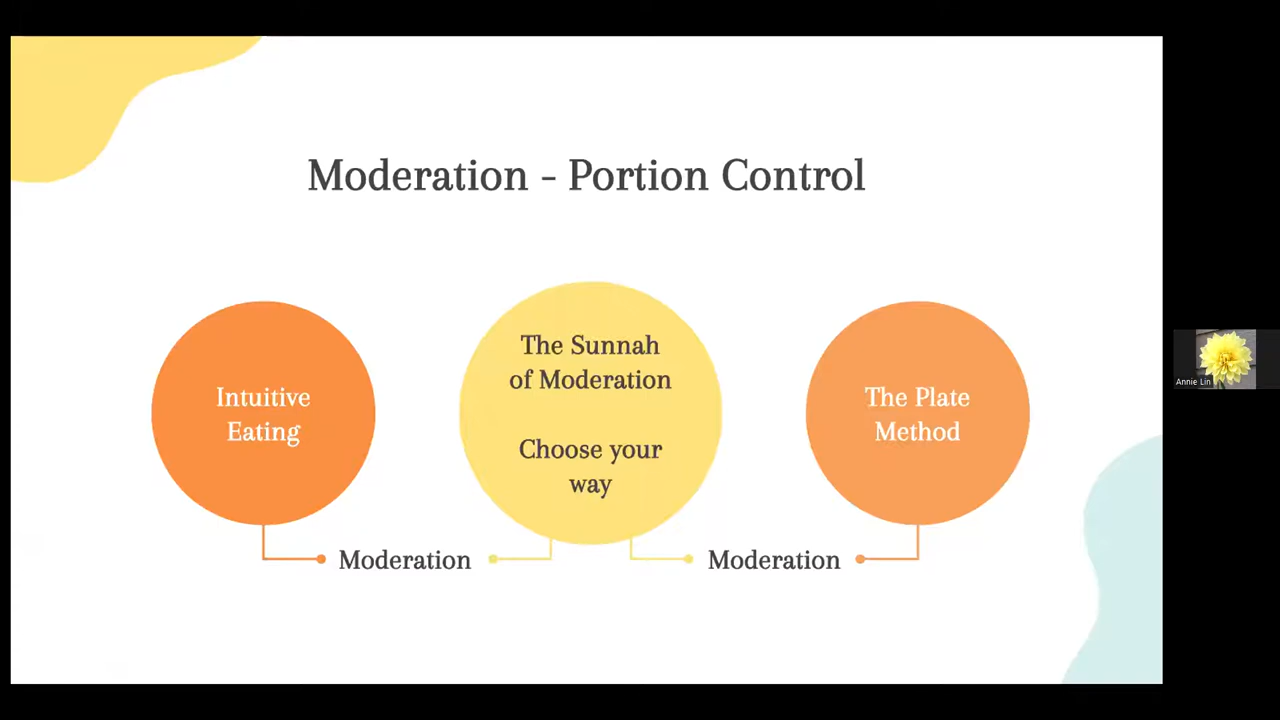 Moderation - Portion Control
Intuitive
Eating
The Sunnah
of Moderation
Choose your
way
The Plate
Method
Moderation
Moderation
Annie Lin